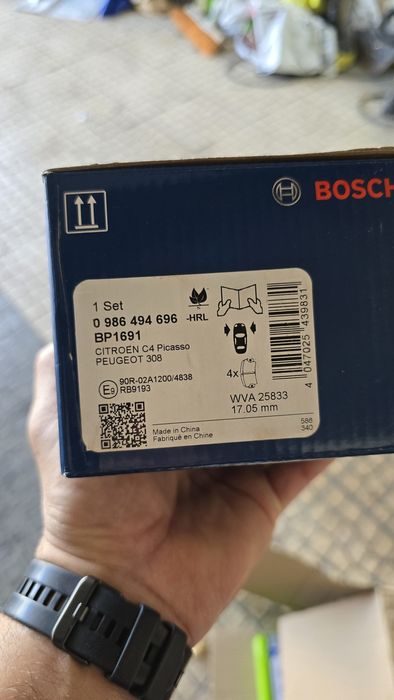 BOSCH
1 Set
0 986 494 696 -HRL
BP1691
CITROEN C4 Picasso
PEUGEOT 308
E9 90R-02A1200/4838
RB9193
4x
WVA 25833
17.05 mm
Made in China
Fabriqué en Chine
586
340
4 047025 439831